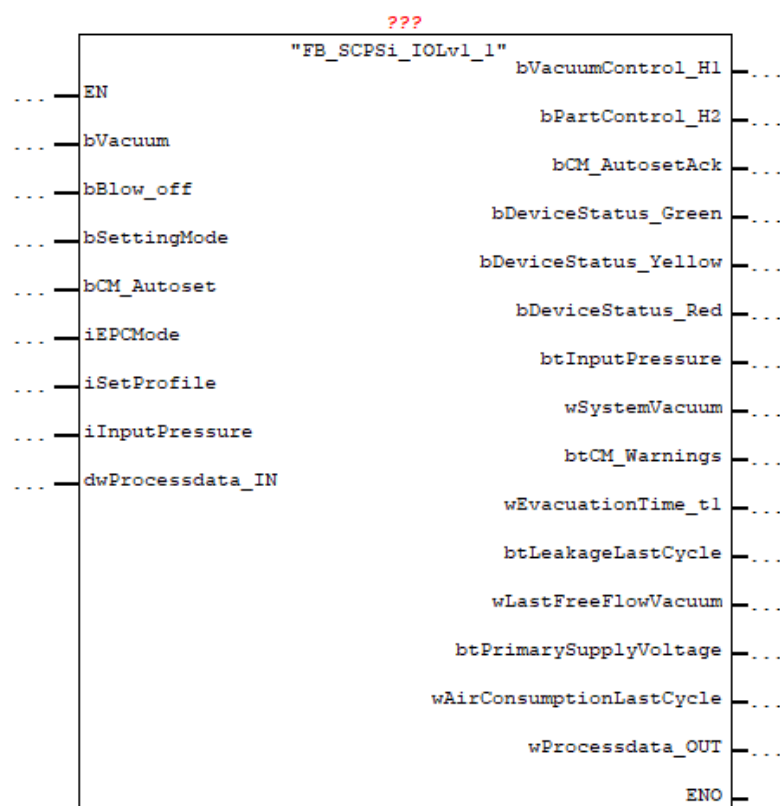 ???
"FB_SCPSi_IOLv1_1"
bVacuumControl_H1 ...
... EN
bPartControl_H2 ...
... bVacuum
bCM_AutosetAck ...
... bBlow_off
bDeviceStatus_Green ...
... bSettingMode
bDeviceStatus_Yellow ...
... bCM_Autoset
bDeviceStatus_Red ...
... iEPCMode
btInputPressure ...
... iSetProfile
wSystemVacuum ...
... iInputPressure
btCM_Warnings ...
... dwProcessdata_IN
wEvacuationTime_t1 ...
btLeakageLastCycle ...
wLastFreeFlowVacuum ...
btPrimarySupplyVoltage ...
wAirConsumptionLastCycle ...
wProcessdata_OUT ...
ENO